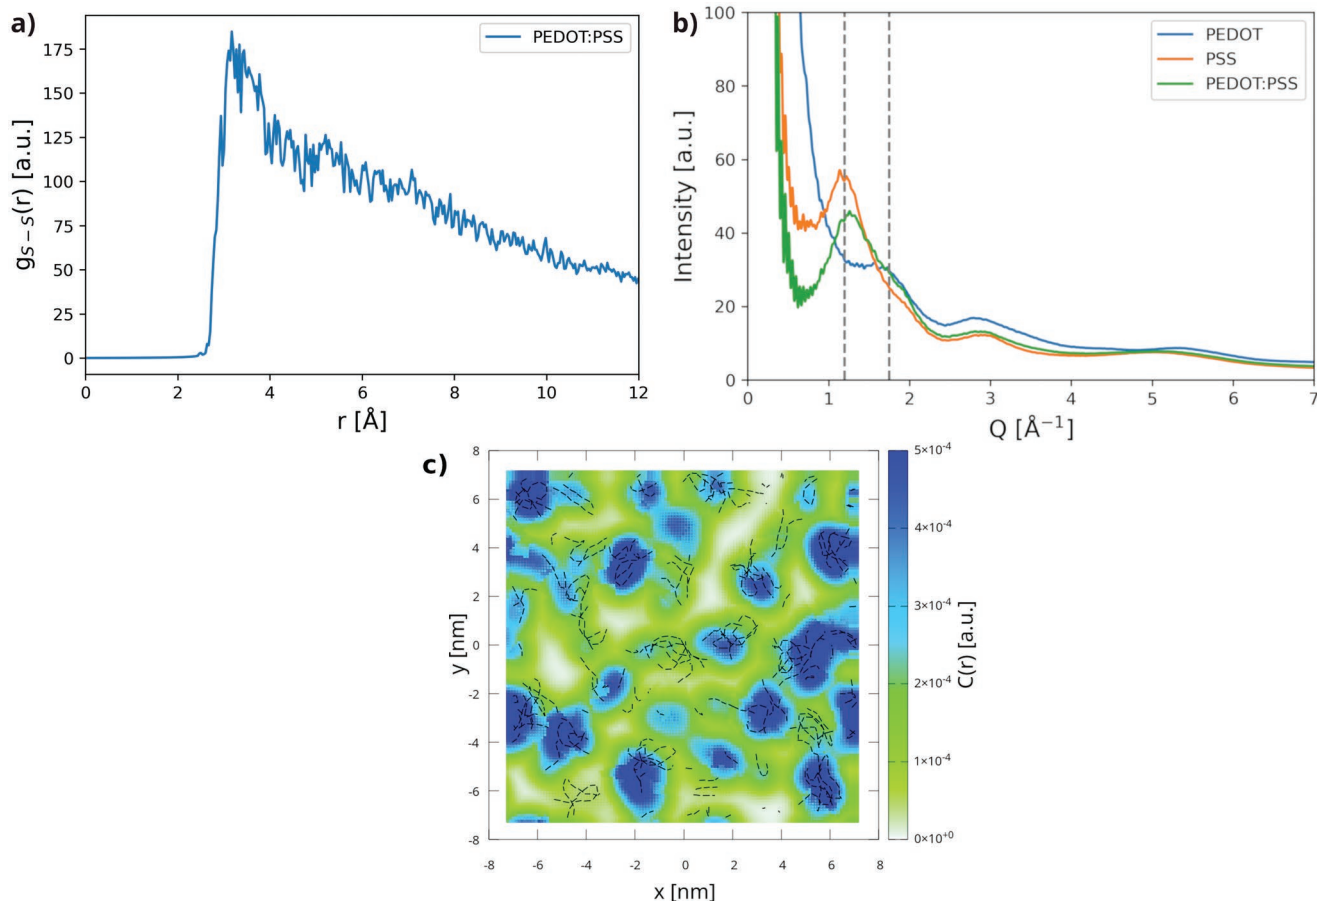 a)
PEDOT:PSS
175
150
125
100
75
50
25
0
g_{S-S}(r) [a.u.]
0 2 4 6 8 10 12
r [Å]
b)
PEDOT
PSS
PEDOT:PSS
100
80
60
40
20
0
Intensity [a.u.]
0 1 2 3 4 5 6 7
Q [Å⁻¹]
c)
8
6
4
2
0
-2
-4
-6
-8
y [nm]
-8 -6 -4 -2 0 2 4 6 8
x [nm]
5×10⁻⁴
4×10⁻⁴
3×10⁻⁴
2×10⁻⁴
1×10⁻⁴
0×10⁺⁰
C(r) [a.u.]